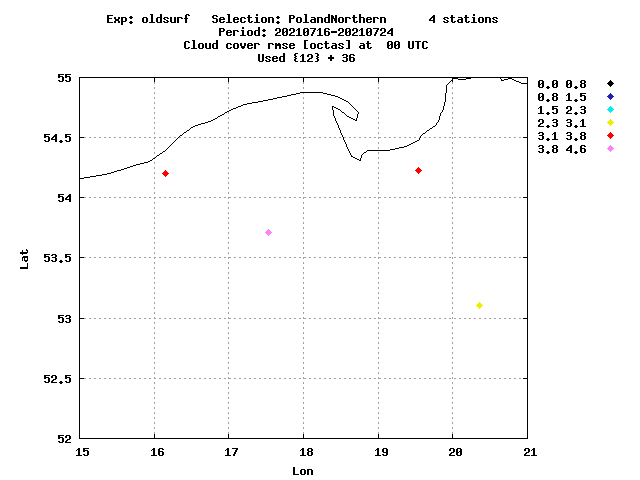 Exp: oldsurf   Selection: PolandNorthern      4 stations
Period: 20210716-20210724
Cloud cover rmse [octas] at  00 UTC
Used {12} + 36
0.0 0.8
0.8 1.5
1.5 2.3
2.3 3.1
3.1 3.8
3.8 4.6
55
54.5
54
53.5
53
52.5
52
Lat
15 16 17 18 19 20 21
Lon